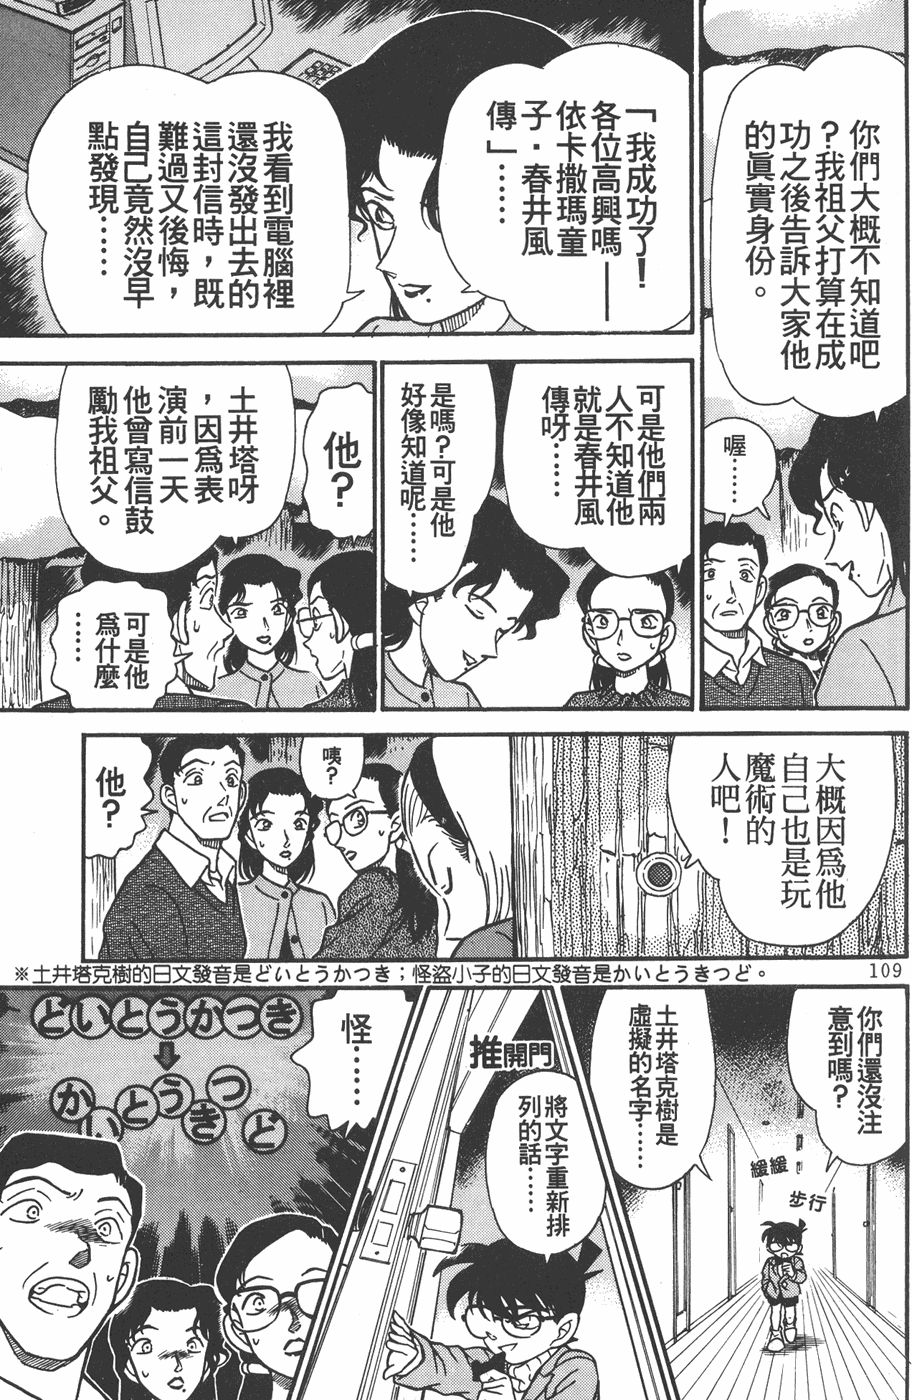 你們大概不知道吧
？我祖父打算在成
功之後告訴大家他
的眞實身份。
喔……
「我成功了！
各位高興嗎——
依卡撒瑪童
子．春井風
傳」……
我看到電腦裡
還沒發出去的
這封信時，既
難過又後悔，
自己竟然沒早
點發現……
可是他們兩
人不知道他
就是春井風
傳呀……
是嗎？可是他
好像知道呢……
他？
土井塔呀
，因爲表
演前一天
他曾寫信鼓
勵我祖父。
可是他
爲什麼
……
大概因爲他
自己也是玩
魔術的
人吧！
咦？
他？
※土井塔克樹的日文發音是どいとうかつき；怪盜小子的日文發音是かいとうきつど。
109
你們還沒注
意到嗎？
緩緩
步行
土井塔克樹是
虛擬的名字……
推開門
將文字重新排
列的話……
怪……
どいとうかつき
↓
かいとうきつど